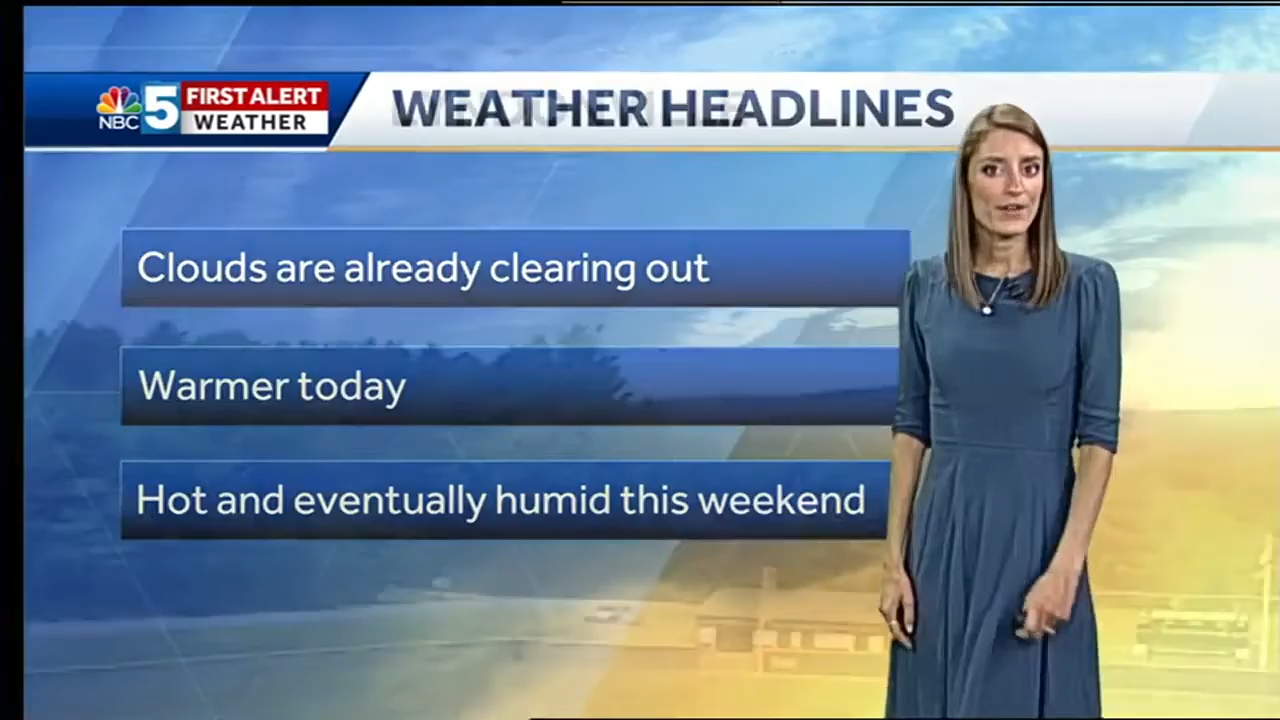 NBC 5 FIRST ALERT
WEATHER
WEATHER HEADLINES
Clouds are already clearing out
Warmer today
Hot and eventually humid this weekend